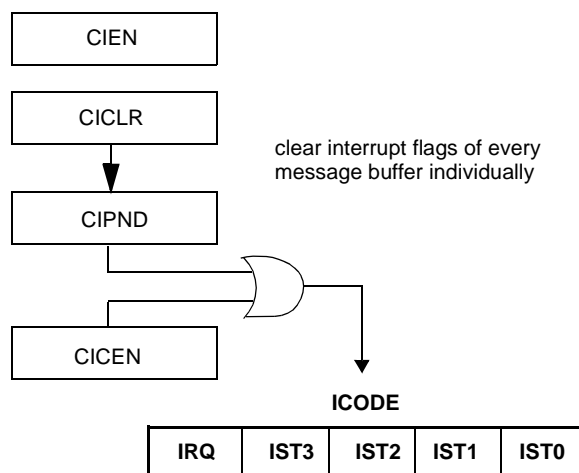 CIEN
CICLR
clear interrupt flags of every
message buffer individually
CIPND
CICEN
ICODE
IRQ IST3 IST2 IST1 IST0